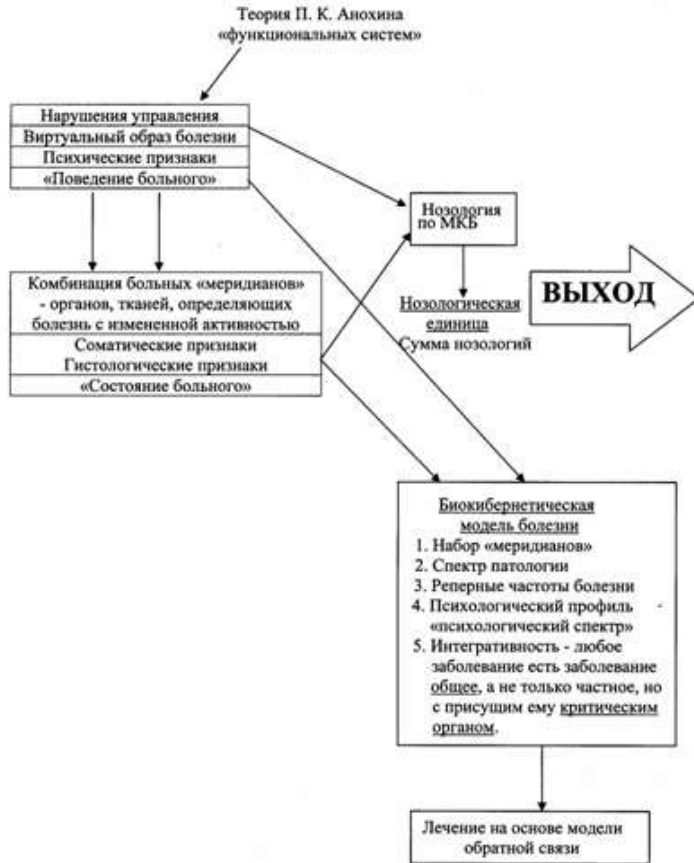 Теория П. К. Анохина
«функциональных систем»
Нарушения управления
Виртуальный образ болезни
Психические признаки
«Поведение больного»
Нозология
по МКБ
Комбинация больных «меридианов»
- органов, тканей, определяющих
болезнь с измененной активностью
Соматические признаки
Гистологические признаки
«Состояние больного»
Нозологическая
единица
Сумма нозологий
ВЫХОД
Биокибернетическая
модель болезни
1. Набор «меридианов»
2. Спектр патологии
3. Реперные частоты болезни
4. Психологический профиль -
«психологический спектр»
5. Интегративность - любое
заболевание есть заболевание
общее, а не только частное, но
с присущим ему критическим
органом.
Лечение на основе модели
обратной связи